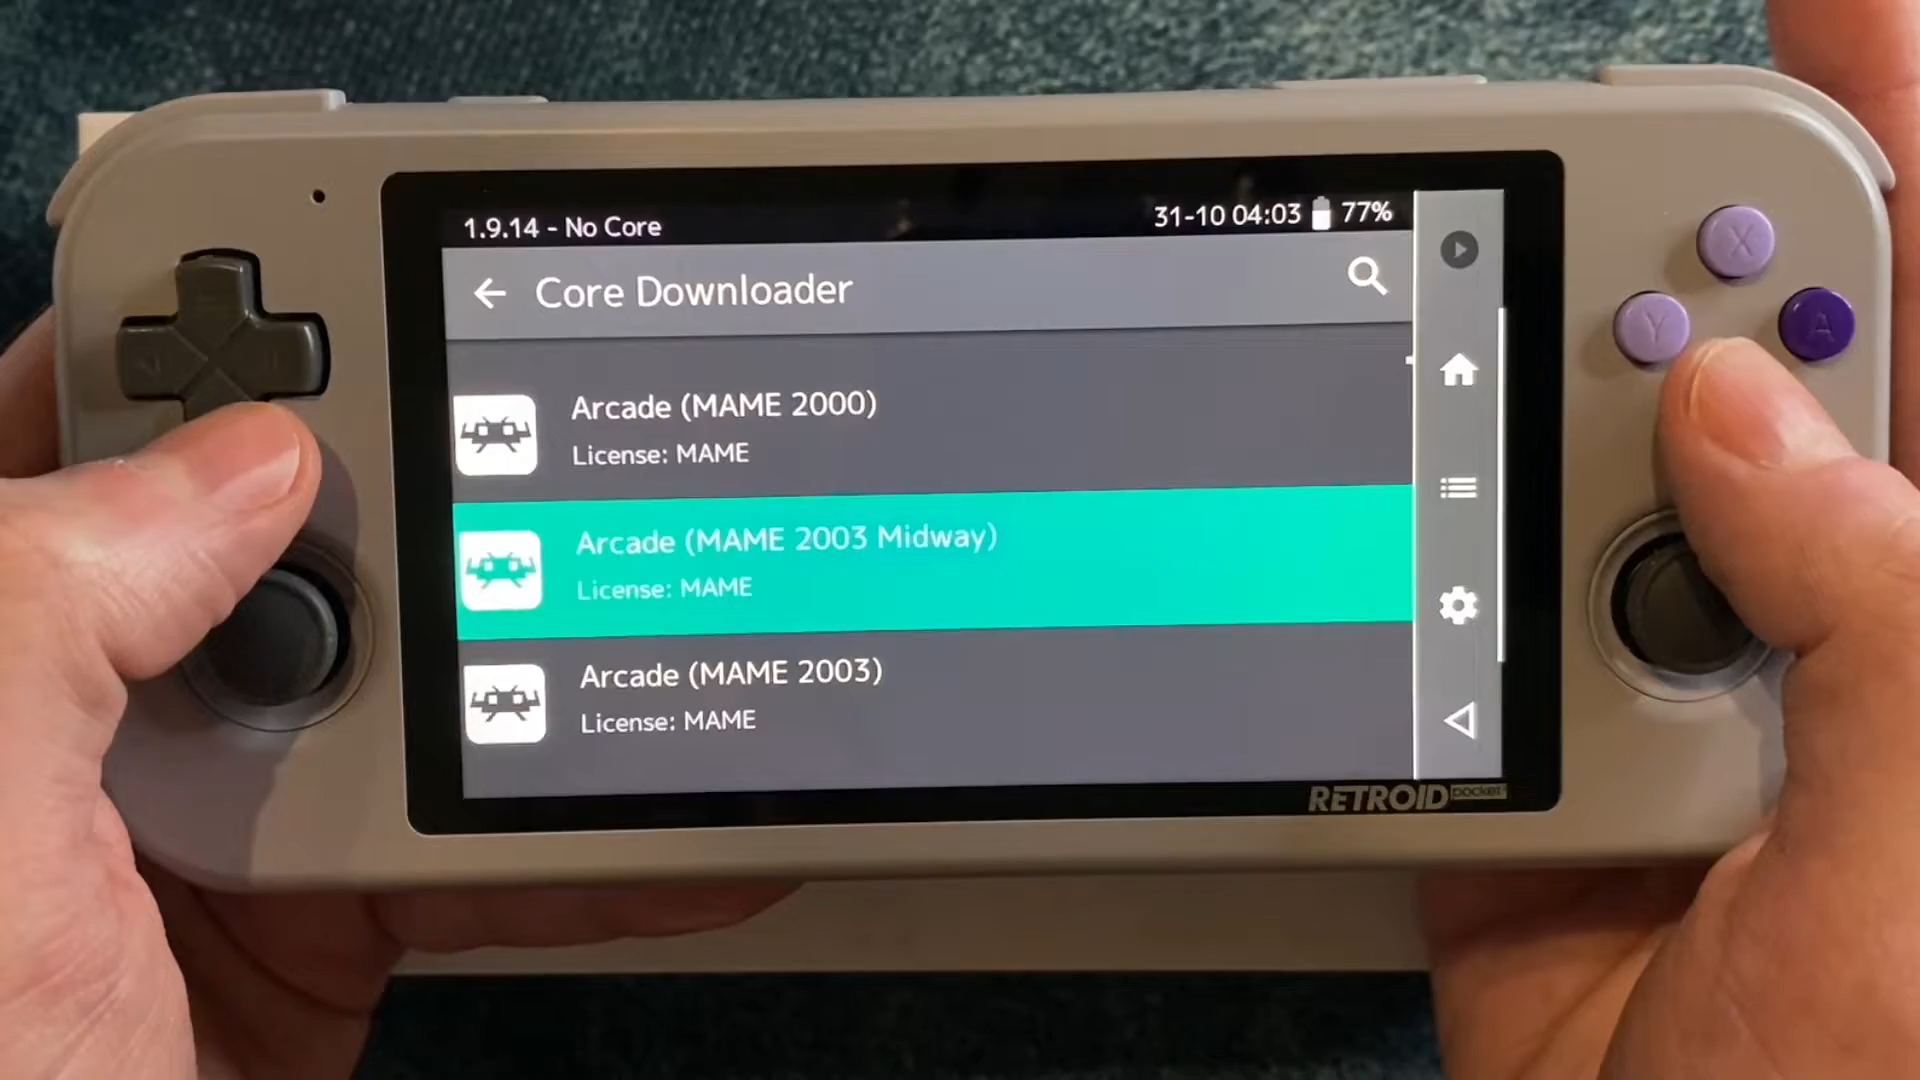 1.9.14 - No Core
31-10 04:03 77%
Core Downloader
Arcade (MAME 2000)
License: MAME
Arcade (MAME 2003 Midway)
License: MAME
Arcade (MAME 2003)
License: MAME
RETROID pocket
X
Y
A